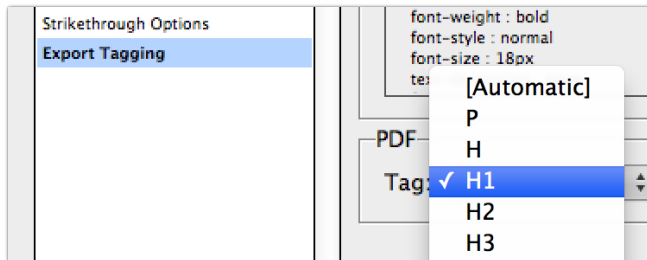 Strikethrough Options
Export Tagging
font-weight : bold
font-style : normal
font-size : 18px
[Automatic]
P
H
PDF
Tag:
✓ H1
H2
H3